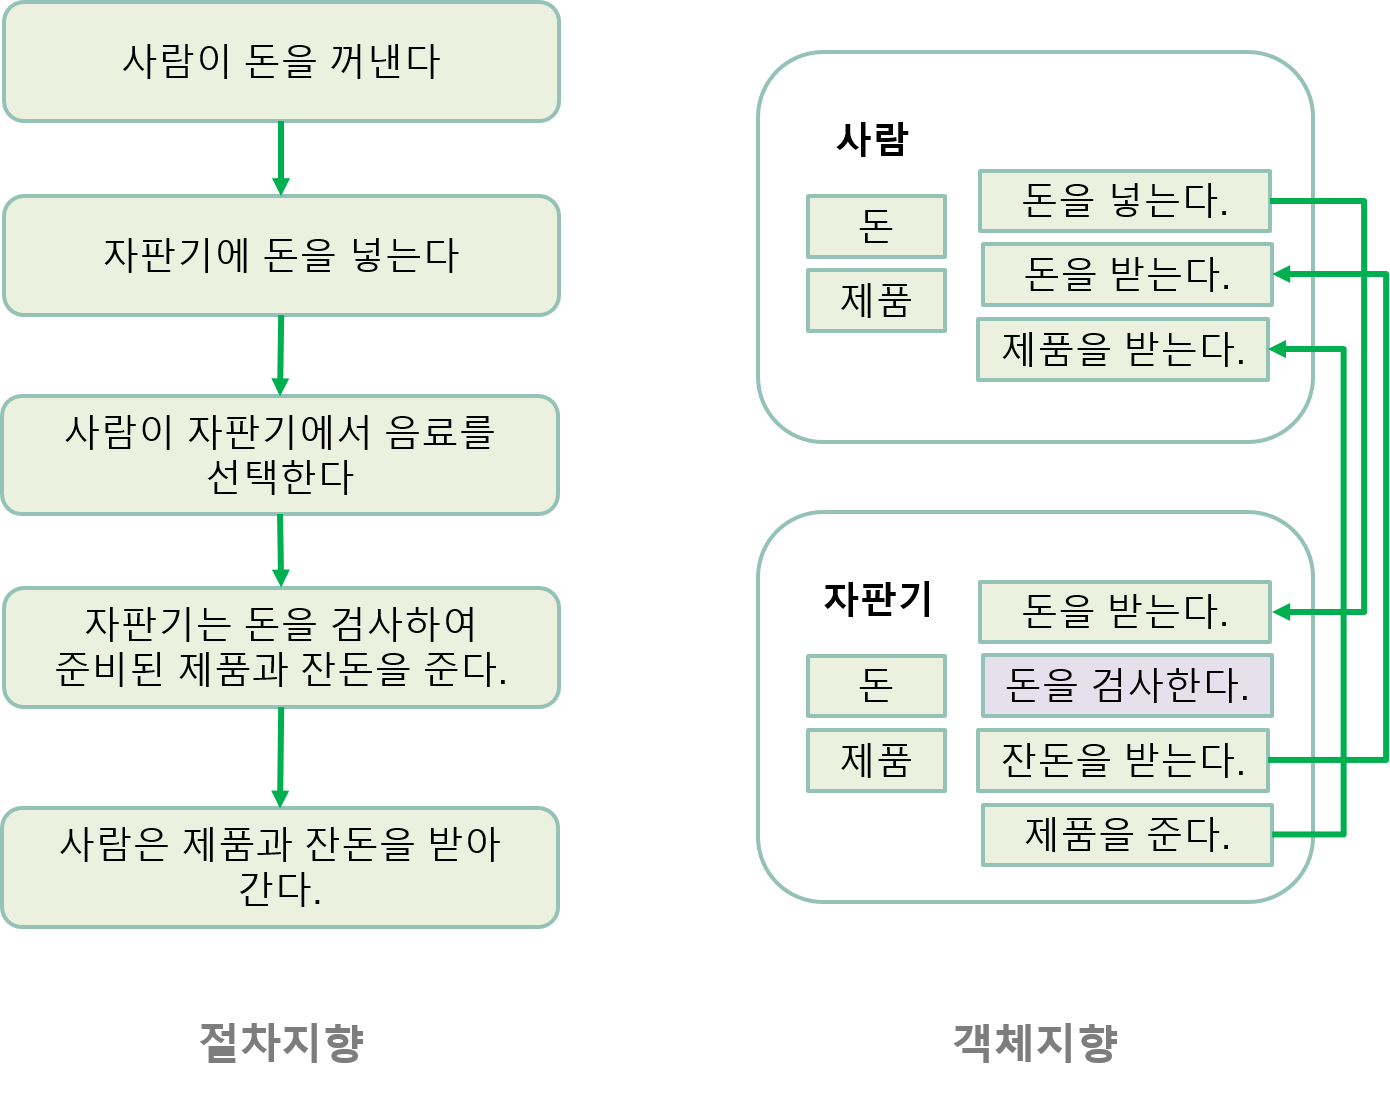 사람이 돈을 꺼낸다
자판기에 돈을 넣는다
사람이 자판기에서 음료를
선택한다
자판기는 돈을 검사하여
준비된 제품과 잔돈을 준다.
사람은 제품과 잔돈을 받아
간다.
절차지향
사람
돈
제품
돈을 넣는다.
돈을 받는다.
제품을 받는다.
자판기
돈
제품
돈을 받는다.
돈을 검사한다.
잔돈을 받는다.
제품을 준다.
객체지향